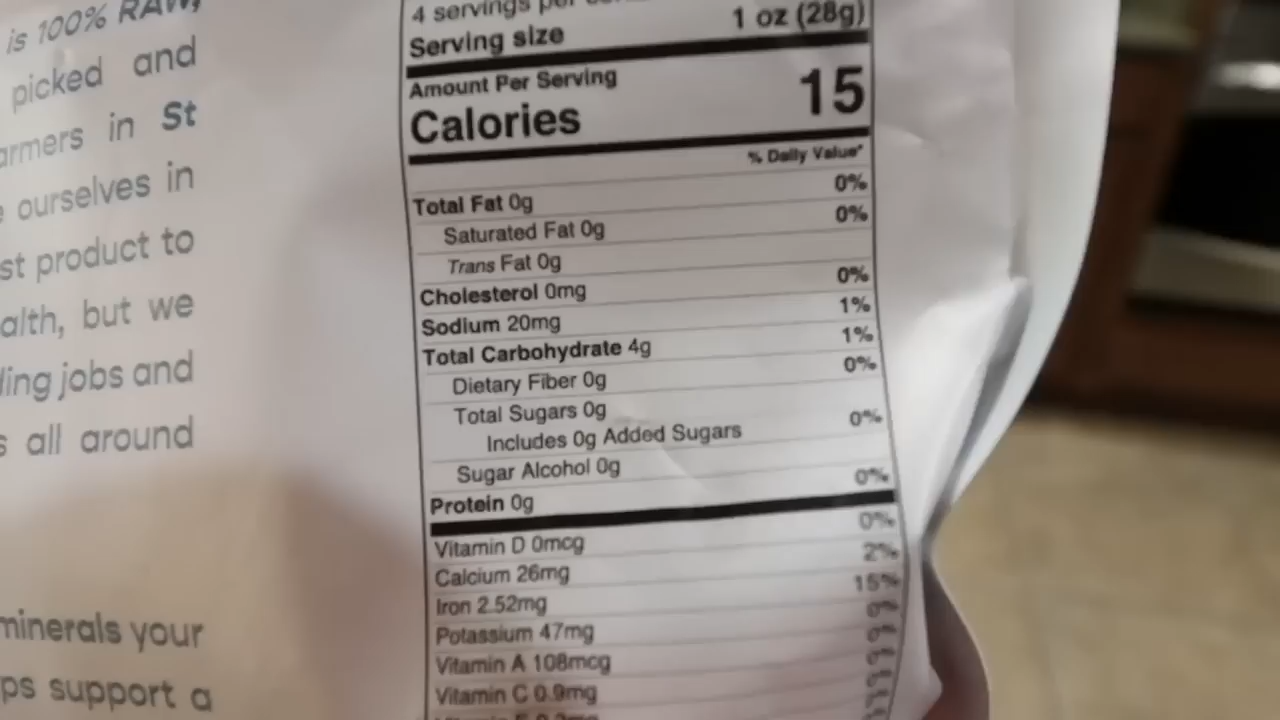 is 100% RAW,
picked and
armers in St
ourselves in
st product to
alth, but we
ding jobs and
s all around
minerals your
ps support a
4 servings per
Serving size 1 oz (28g)
Amount Per Serving
Calories 15
% Daily Value*
Total Fat 0g 0%
Saturated Fat 0g 0%
Trans Fat 0g
Cholesterol 0mg 0%
Sodium 20mg 1%
Total Carbohydrate 4g 1%
Dietary Fiber 0g 0%
Total Sugars 0g
Includes 0g Added Sugars 0%
Sugar Alcohol 0g
Protein 0g 0%
Vitamin D 0mcg 0%
Calcium 26mg 2%
Iron 2.52mg 15%
Potassium 47mg 0%
Vitamin A 108mcg 0%
Vitamin C 0.9mg